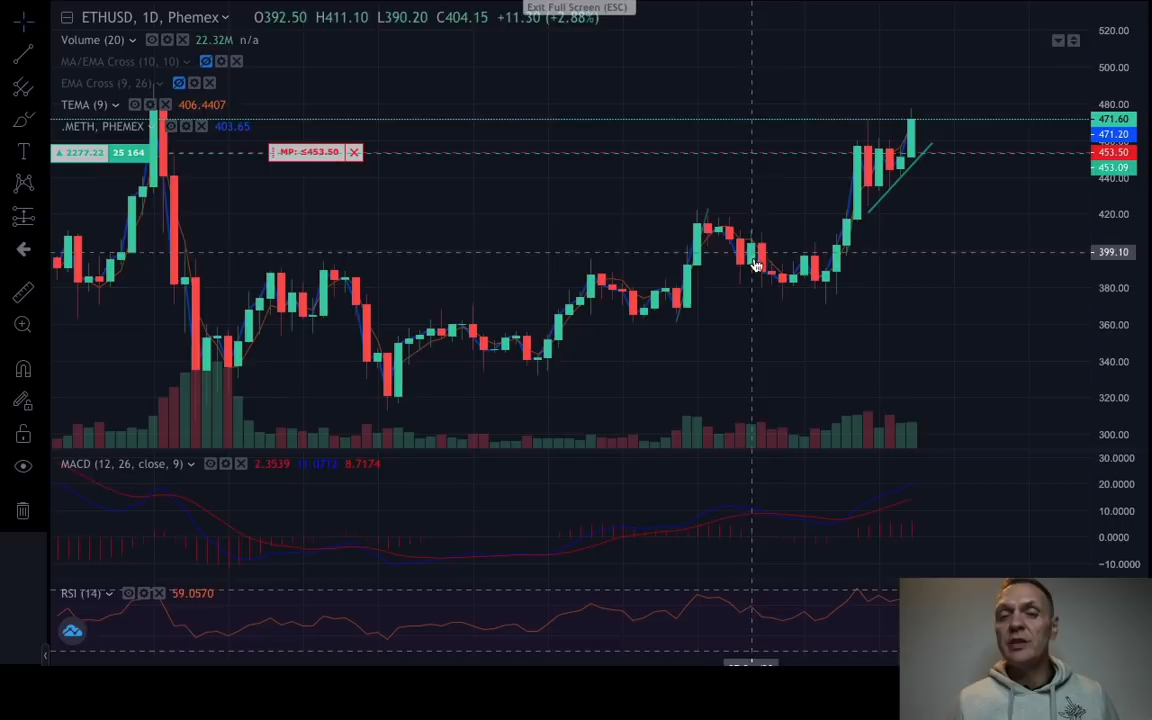 Exit Full Screen (ESC)
ETHUSD, 1D, Phemex O392.50 H411.10 L390.20 C404.15 +11.30 (+2.88%)
Volume (20) 22.32M n/a
MA/EMA Cross (10, 10)
EMA Cross (9, 26)
TEMA (9) 406.4407
.METH, PHEMEX 403.65
2277.22 25 164
MP: ≤453.50
520.00
500.00
480.00
471.60
471.20
453.50
453.09
440.00
420.00
399.10
380.00
360.00
340.00
320.00
300.00
MACD (12, 26, close, 9) 2.3539 8.7174
30.0000
20.0000
10.0000
0.0000
−10.0000
RSI (14) 59.0570